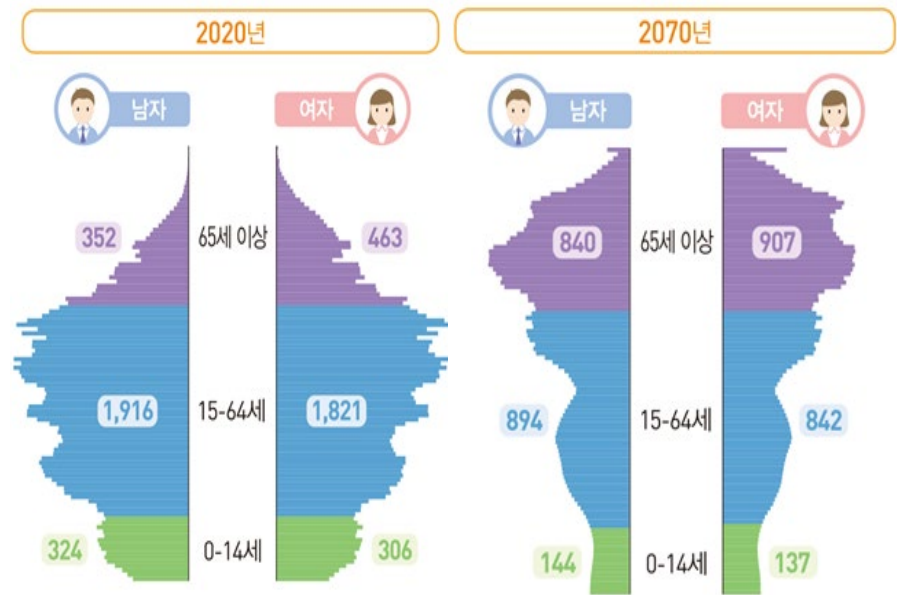 2020년
남자 여자
352 65세 이상 463
1,916 15-64세 1,821
324 0-14세 306
2070년
남자 여자
840 65세 이상 907
894 15-64세 842
144 0-14세 137